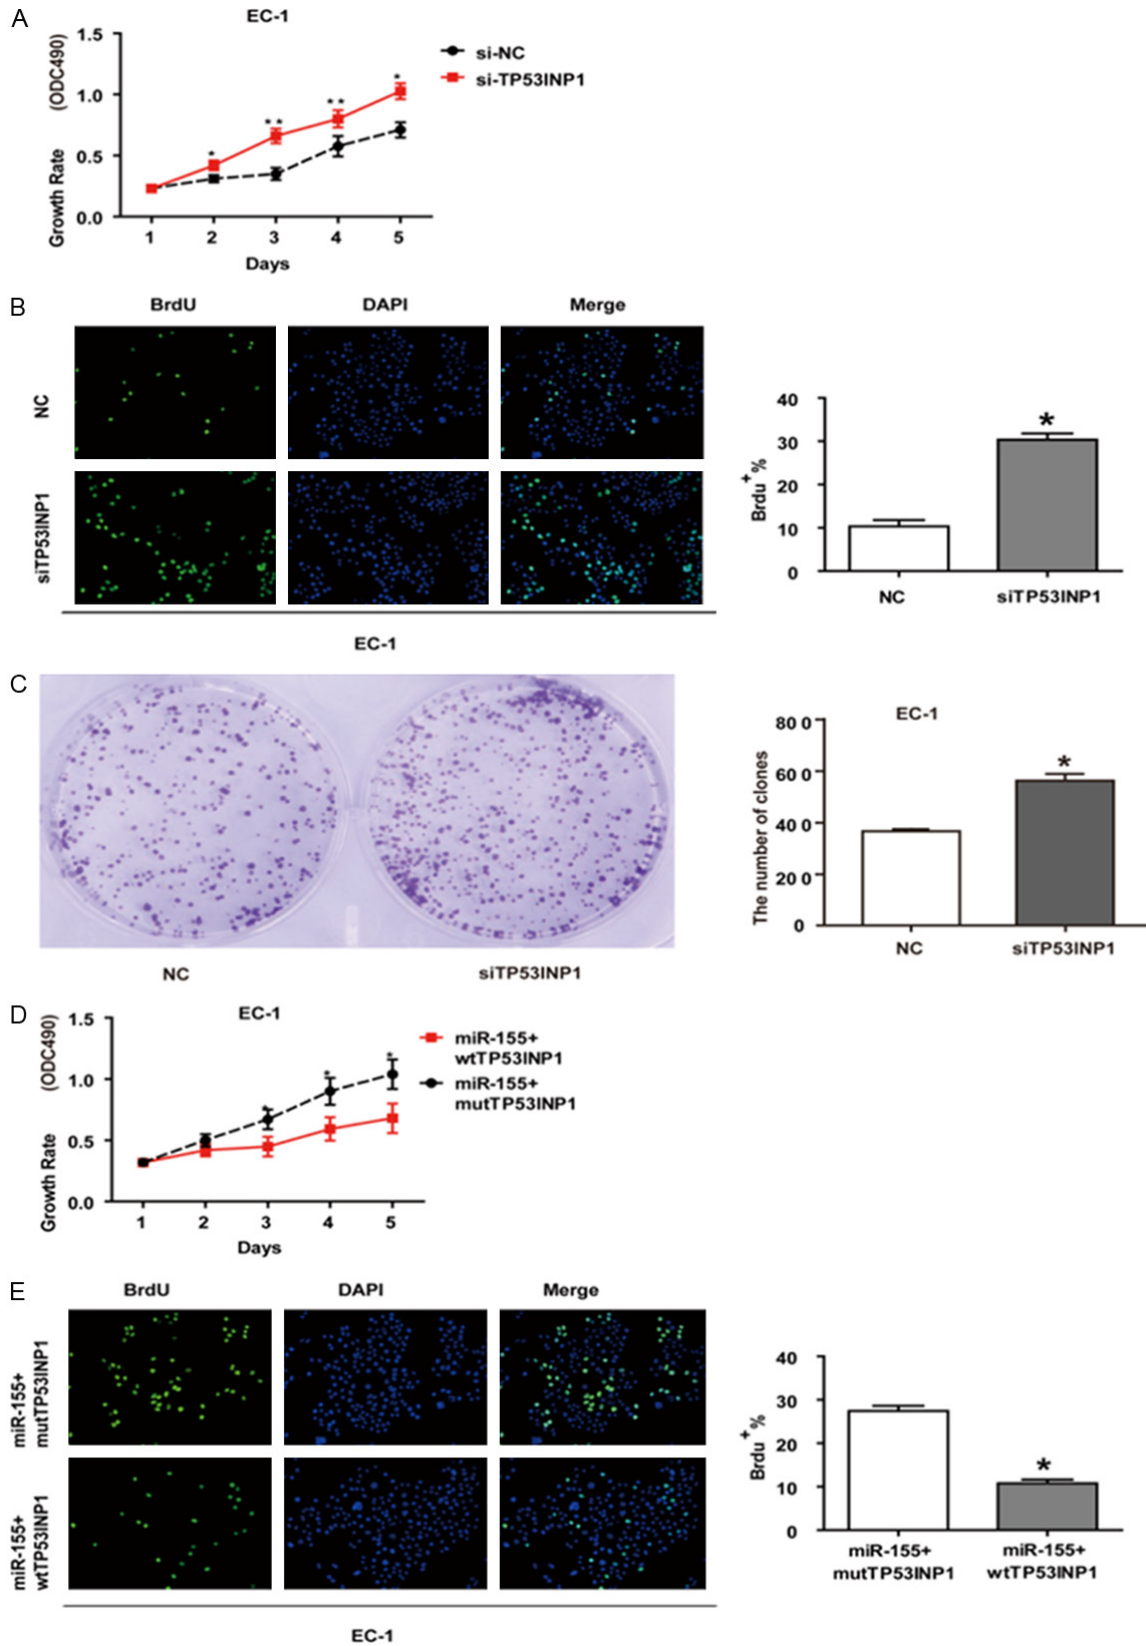 A
EC-1
Growth Rate (ODC490)
1.5
1.0
0.5
0.0
*
* *
* *
*
si-NC
si-TP53INP1
1 2 3 4 5
Days
B
BrdU DAPI Merge
NC
siTP53INP1
EC-1
Brdu+%
40
30
20
10
0
*
NC siTP53INP1
C
NC siTP53INP1
EC-1
The number of clones
80 0
60 0
40 0
20 0
0
*
NC siTP53INP1
D
EC-1
Growth Rate (ODC490)
1.5
1.0
0.5
0.0
*
*
*
miR-155+
wtTP53INP1
miR-155+
mutTP53INP1
1 2 3 4 5
Days
E
BrdU DAPI Merge
miR-155+
mutTP53INP1
miR-155+
wtTP53INP1
EC-1
Brdu+%
40
30
20
10
0
*
miR-155+ miR-155+
mutTP53INP1 wtTP53INP1